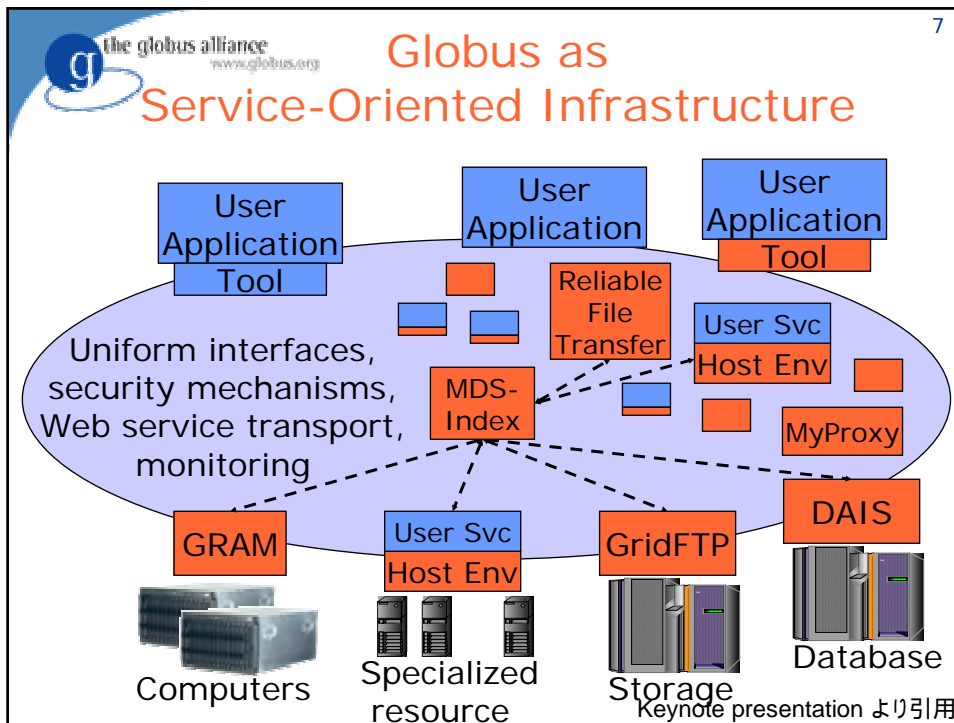 7
the globus alliance
www.globus.org
Globus as
Service-Oriented Infrastructure
User
Application
Tool
User
Application
User
Application
Tool
Reliable
File
Transfer
User Svc
Host Env
Uniform interfaces,
security mechanisms,
Web service transport,
monitoring
MDS-
Index
MyProxy
GRAM
User Svc
Host Env
GridFTP
DAIS
Computers
Specialized
resource
Storage
Database
Keynote presentation より引用